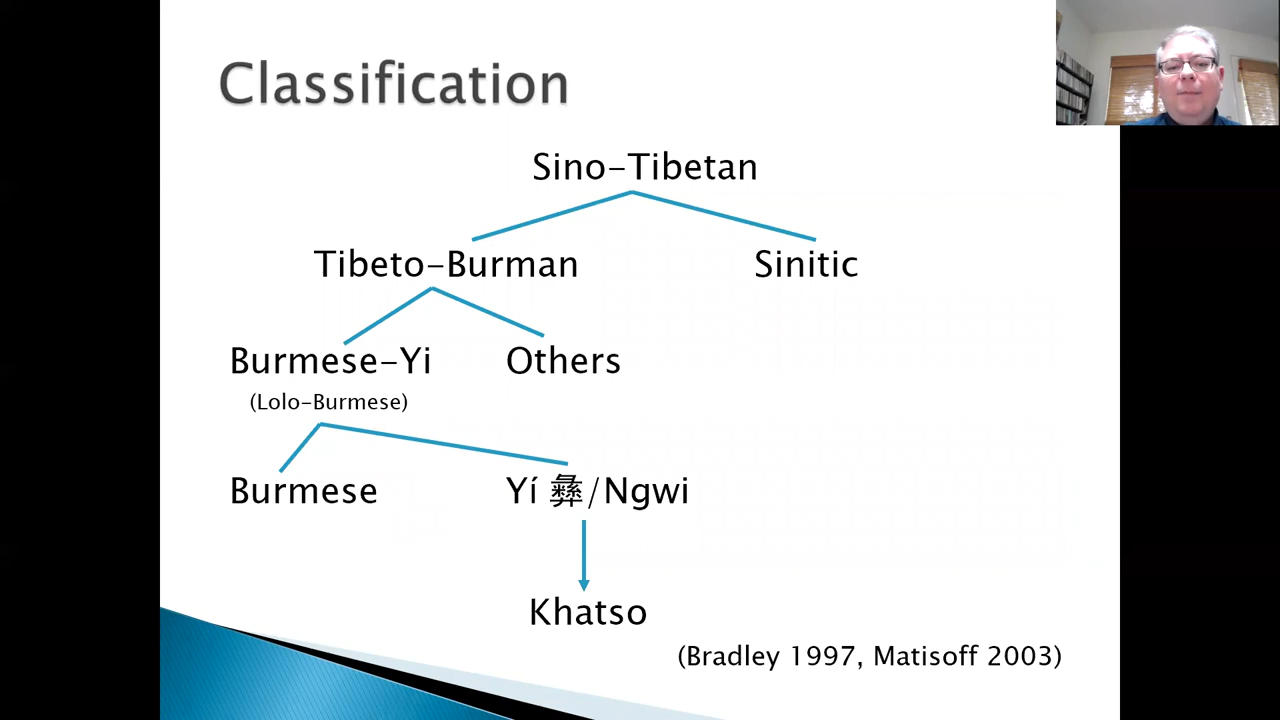 Classification
Sino-Tibetan
Tibeto-Burman Sinitic
Burmese-Yi Others
(Lolo-Burmese)
Burmese Yí 彝/Ngwi
Khatso
(Bradley 1997, Matisoff 2003)